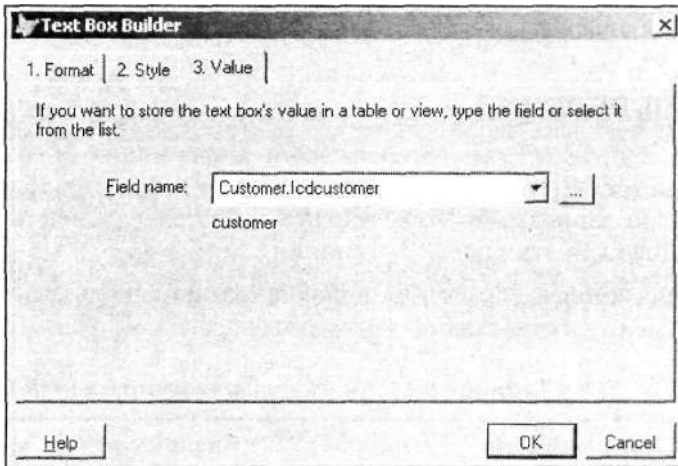 Text Box Builder
1. Format
2. Style
3. Value
If you want to store the text box's value in a table or view, type the field or select it
from the list.
Field name:
Customer.Icdcustomer
...
customer
Help
OK
Cancel